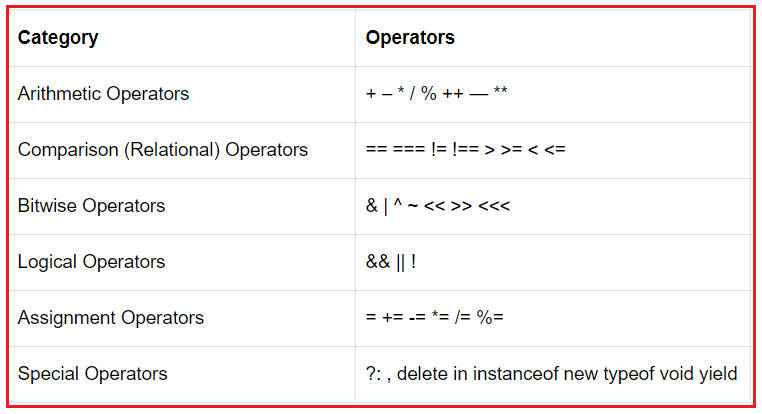 Category Operators
Arithmetic Operators + – * / % ++ — **
Comparison (Relational) Operators == === != !== > >= < <=
Bitwise Operators & | ^ ~ << >> <<<
Logical Operators && || !
Assignment Operators = += -= *= /= %=
Special Operators ?: , delete in instanceof new typeof void yield